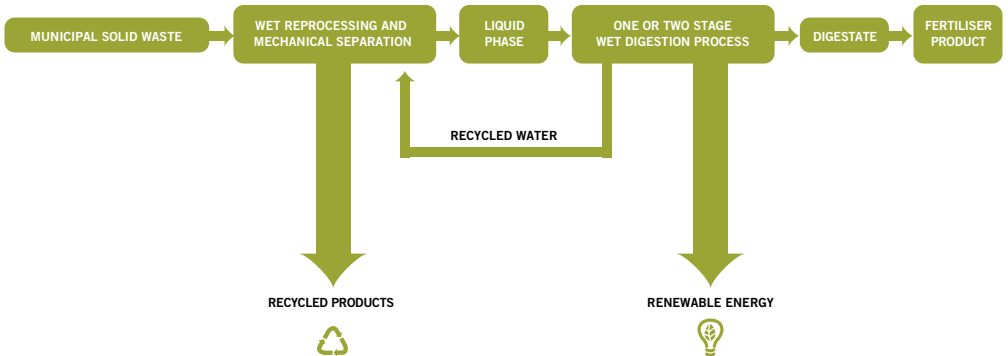 MUNICIPAL SOLID WASTE
WET REPROCESSING AND
MECHANICAL SEPARATION
LIQUID
PHASE
ONE OR TWO STAGE
WET DIGESTION PROCESS
DIGESTATE
FERTILISER
PRODUCT
RECYCLED WATER
RECYCLED PRODUCTS
RENEWABLE ENERGY